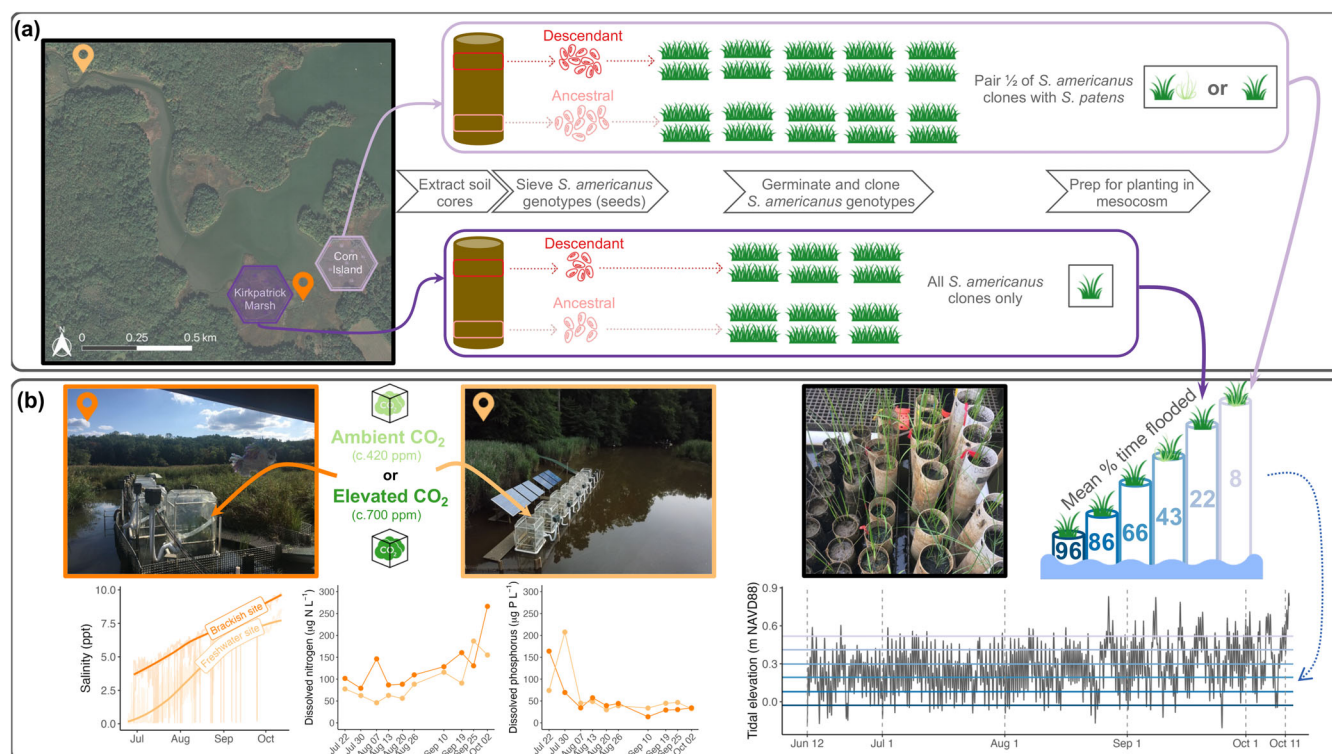 (a)
Descendant
Ancestral
Pair ½ of S. americanus
clones with S. patens
or
Extract soil
cores
Sieve S. americanus
genotypes (seeds)
Germinate and clone
S. americanus genotypes
Prep for planting in
mesocosm
Corn
Island
Kirkpatrick
Marsh
N
0 0.25 0.5 km
Descendant
Ancestral
All S. americanus
clones only
(b)
CO2
Ambient CO₂
(c.420 ppm)
or
Elevated CO₂
(c.700 ppm)
CO2
Mean % time flooded
96 86 66 43 22 8
Salinity (ppt)
10.0
7.5
5.0
2.5
0.0
Brackish site
Freshwater site
Jul Aug Sep Oct
Dissolved nitrogen (µg N L⁻¹)
300
250
200
150
100
50
0
Jul 22
Jul 30
Aug 07
Aug 13
Aug 20
Aug 26
Sep 10
Sep 19
Sep 25
Oct 02
Dissolved phosphorus (µg P L⁻¹)
300
250
200
150
100
50
0
Jul 22
Jul 30
Aug 07
Aug 13
Aug 20
Aug 26
Sep 10
Sep 19
Sep 25
Oct 02
Tidal elevation (m NAVD88)
0.9
0.6
0.3
0.0
Jun 12 Jul 1 Aug 1 Sep 1 Oct 1 Oct 11